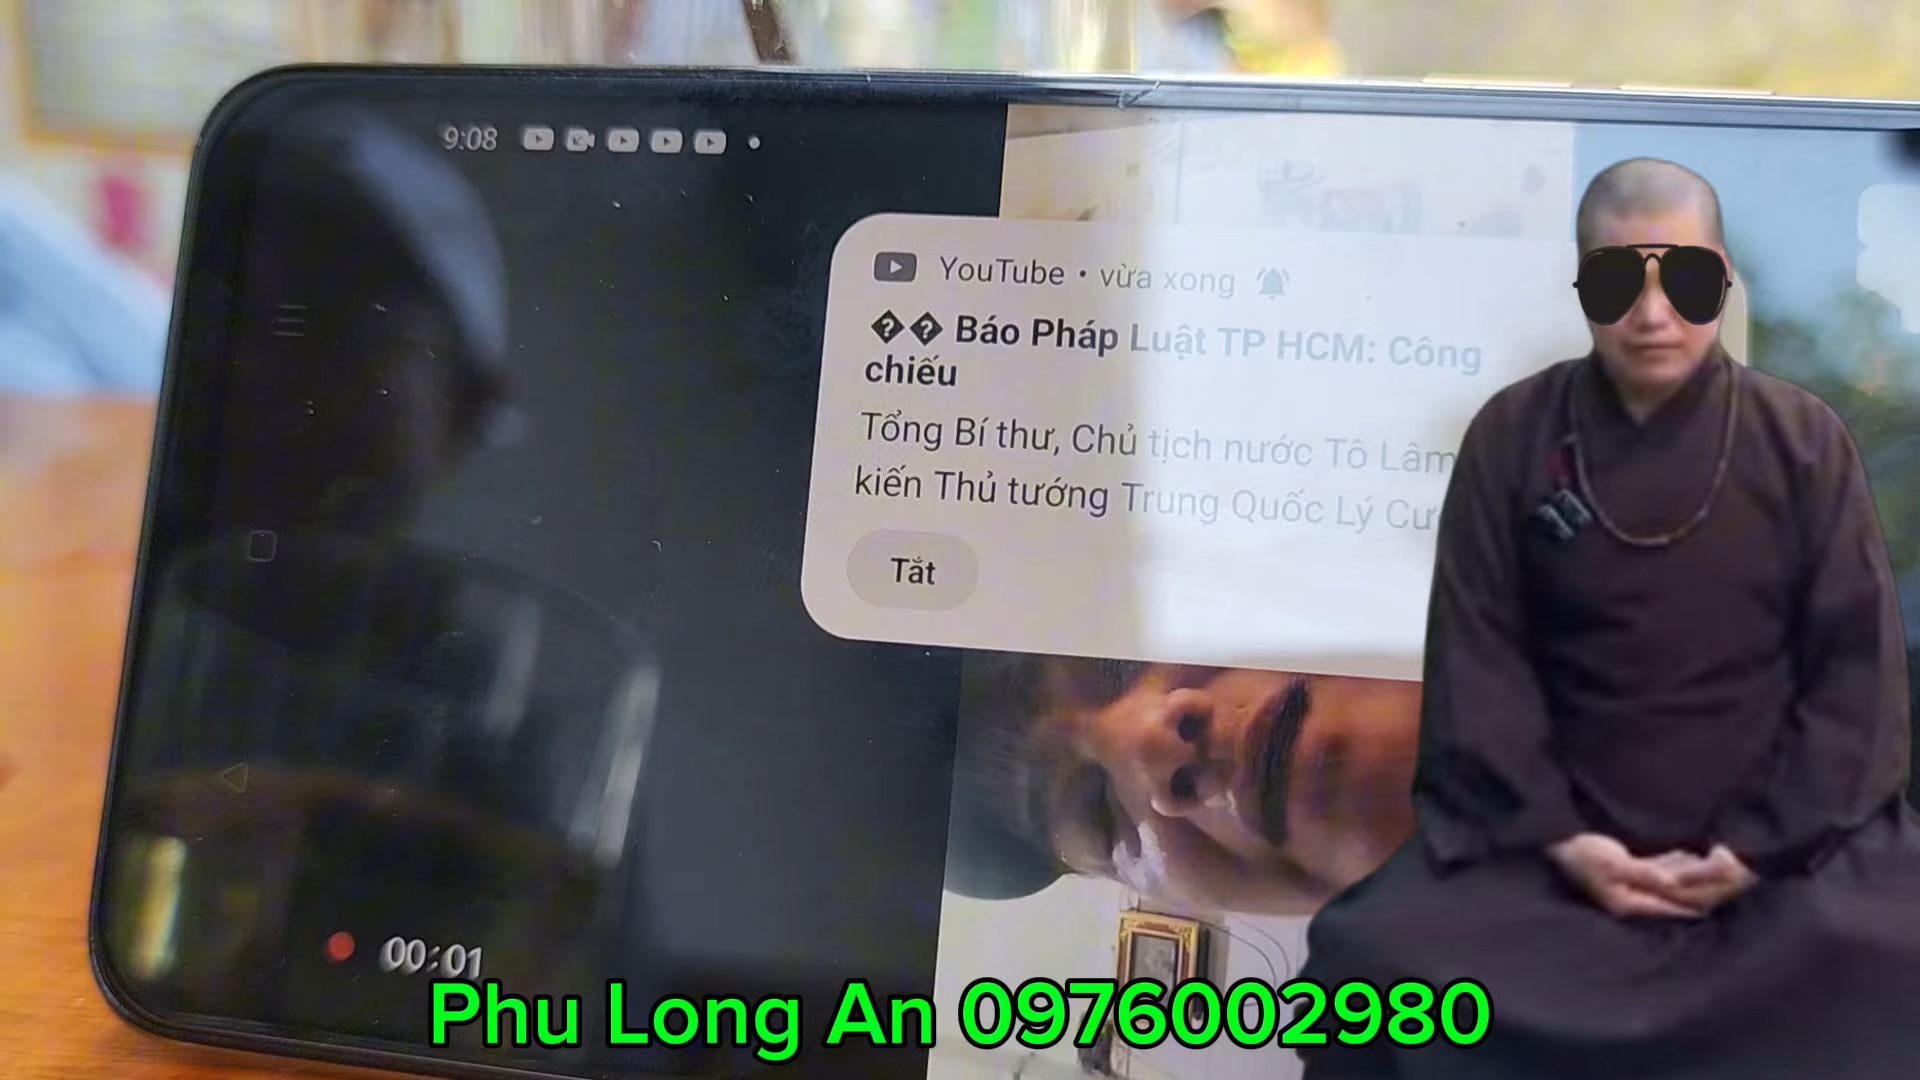 9:08
YouTube • vừa xong
�� Báo Pháp Luật TP HCM: Công
chiếu
Tổng Bí thư, Chủ tịch nước Tô Lâm
kiến Thủ tướng Trung Quốc Lý
Tắt
00:01
Phu Long An 0976002980